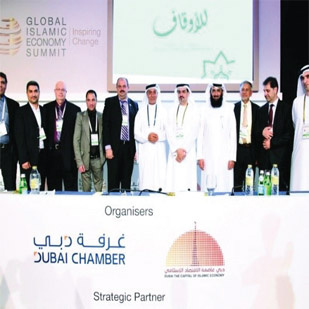 GLOBAL
ISLAMIC
ECONOMY
SUMMIT
Inspiring
Change
للأوقاف
Organisers
غرفة دبي
DUBAI CHAMBER
دبي عاصمة الاقتصاد الإسلامي
DUBAI: THE CAPITAL OF ISLAMIC ECONOMY
Strategic Partner